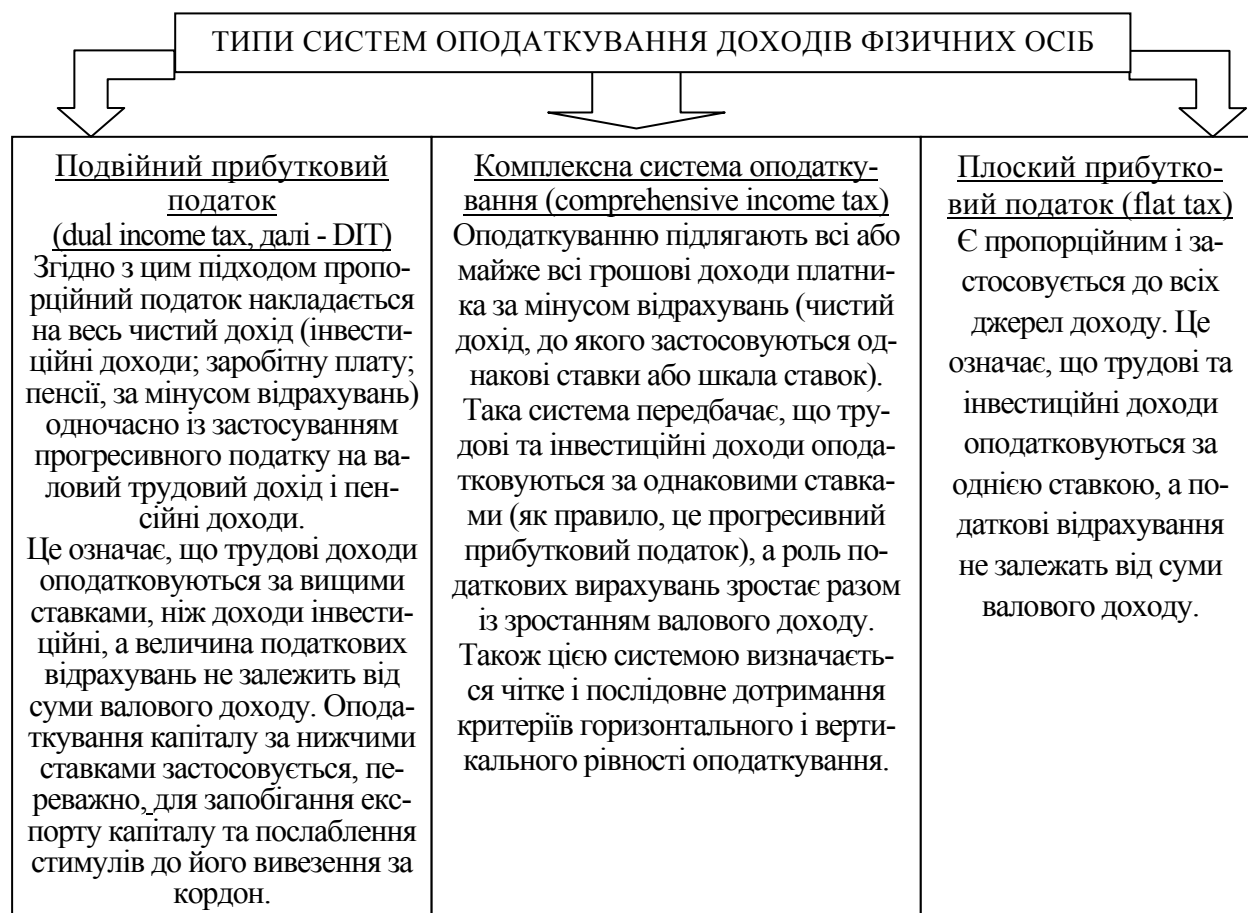 ТИПИ СИСТЕМ ОПОДАТКУВАННЯ ДОХОДІВ ФІЗИЧНИХ ОСІБ
Подвійний прибутковий
податок
(dual income tax, далі - DIT)
Згідно з цим підходом пропо-
рційний податок накладається
на весь чистий дохід (інвести-
ційні доходи; заробітну плату;
пенсії, за мінусом відрахувань)
одночасно із застосуванням
прогресивного податку на ва-
ловий трудовий дохід і пен-
сійні доходи.
Це означає, що трудові доходи
оподатковуються за вищими
ставками, ніж доходи інвести-
ційні, а величина податкових
відрахувань не залежить від
суми валового доходу. Опода-
ткування капіталу за нижчими
ставками застосовується, пе-
реважно, для запобігання екс-
порту капіталу та послаблення
стимулів до його вивезення за
кордон.
Комплексна система оподатку-
вання (comprehensive income tax)
Оподаткуванню підлягають всі або
майже всі грошові доходи платни-
ка за мінусом відрахувань (чистий
дохід, до якого застосовуються од-
накові ставки або шкала ставок).
Така система передбачає, що тру-
дові та інвестиційні доходи опода-
тковуються за однаковими ставка-
ми (як правило, це прогресивний
прибутковий податок), а роль по-
даткових вирахувань зростає разом
із зростанням валового доходу.
Також цією системою визначаєть-
ся чітке і послідовне дотримання
критеріїв горизонтального і верти-
кального рівності оподаткування.
Плоский прибутко-
вий податок (flat tax)
Є пропорційним і за-
стосовується до всіх
джерел доходу. Це
означає, що трудові та
інвестиційні доходи
оподатковуються за
однією ставкою, а по-
даткові відрахування
не залежать від суми
валового доходу.